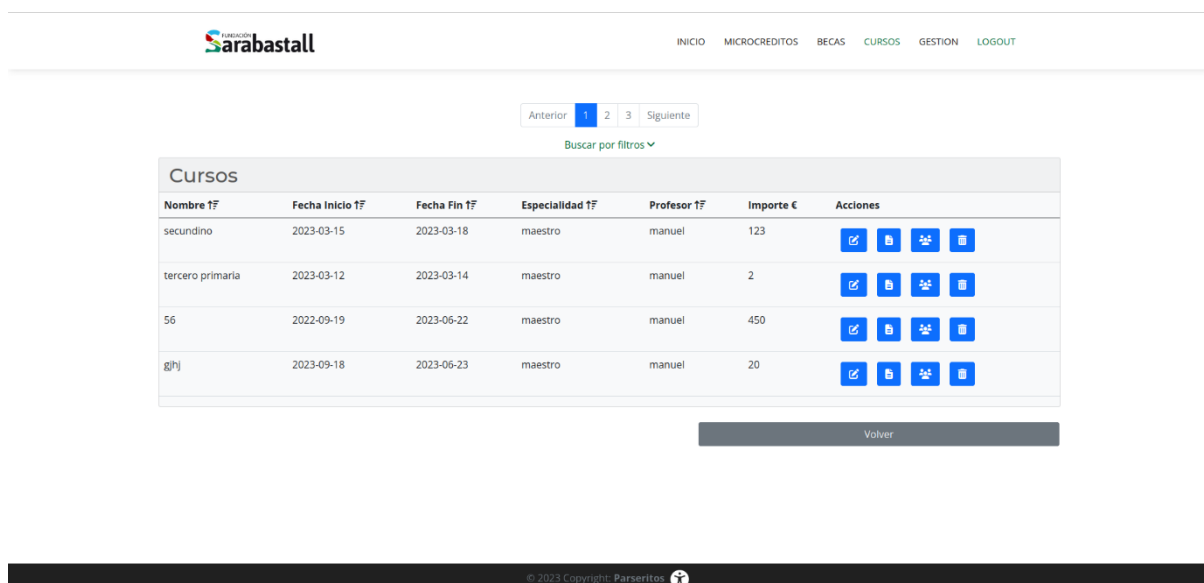 FUNDACIÓN
Sarabastall
INICIO MICROCREDITOS BECAS CURSOS GESTION LOGOUT
Anterior 1 2 3 Siguiente
Buscar por filtros
Cursos
Nombre Fecha Inicio Fecha Fin Especialidad Profesor Importe € Acciones
secundino 2023-03-15 2023-03-18 maestro manuel 123
tercero primaria 2023-03-12 2023-03-14 maestro manuel 2
56 2022-09-19 2023-06-22 maestro manuel 450
gjhj 2023-09-18 2023-06-23 maestro manuel 20
Volver
© 2023 Copyright: Parseritos